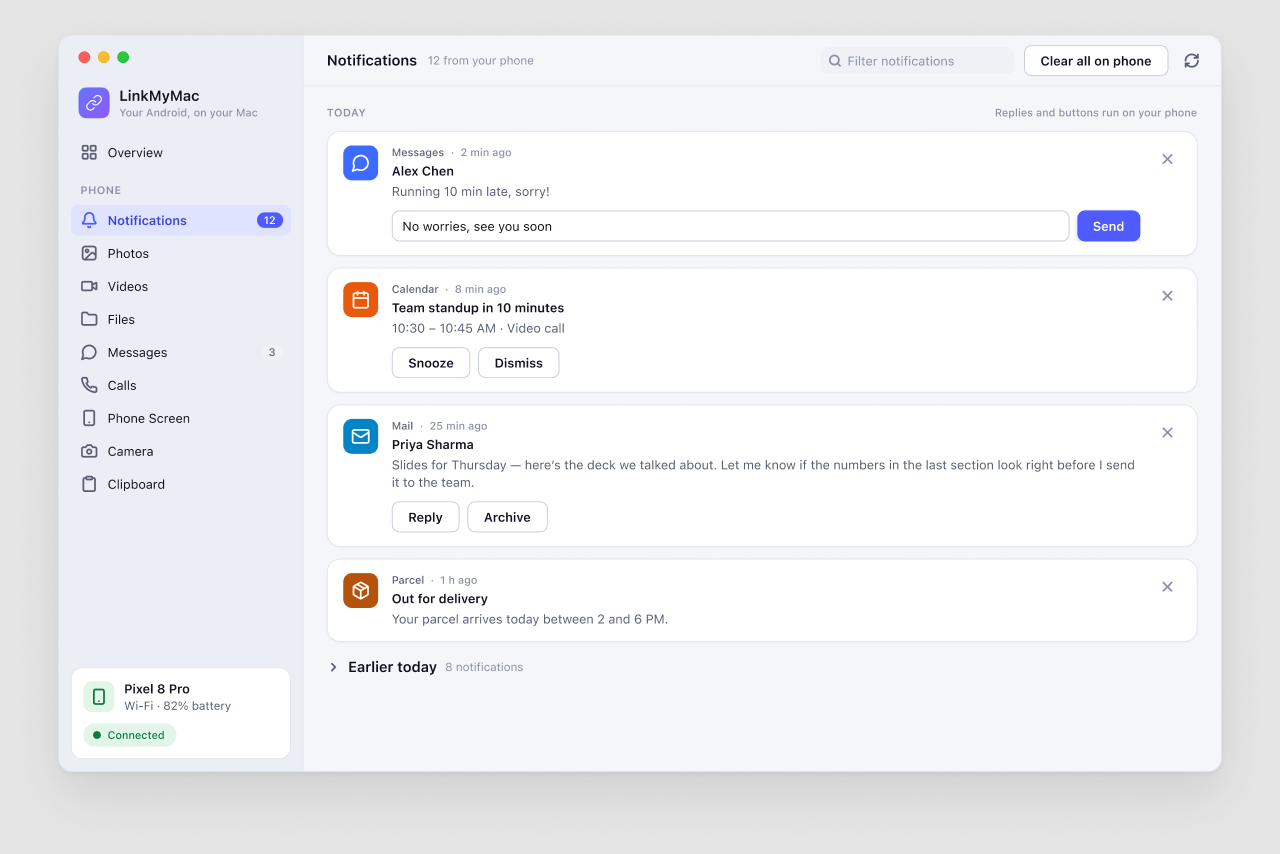 LinkMyMac
Your Android, on your Mac
Overview
PHONE
Notifications 12
Photos
Videos
Files
Messages 3
Calls
Phone Screen
Camera
Clipboard
Pixel 8 Pro
Wi-Fi · 82% battery
Connected
Notifications 12 from your phone
Filter notifications
Clear all on phone
TODAY
Replies and buttons run on your phone
Messages · 2 min ago
Alex Chen
Running 10 min late, sorry!
No worries, see you soon
Send
Calendar · 8 min ago
Team standup in 10 minutes
10:30 – 10:45 AM · Video call
Snooze Dismiss
Mail · 25 min ago
Priya Sharma
Slides for Thursday — here's the deck we talked about. Let me know if the numbers in the last section look right before I send
it to the team.
Reply Archive
Parcel · 1 h ago
Out for delivery
Your parcel arrives today between 2 and 6 PM.
Earlier today 8 notifications